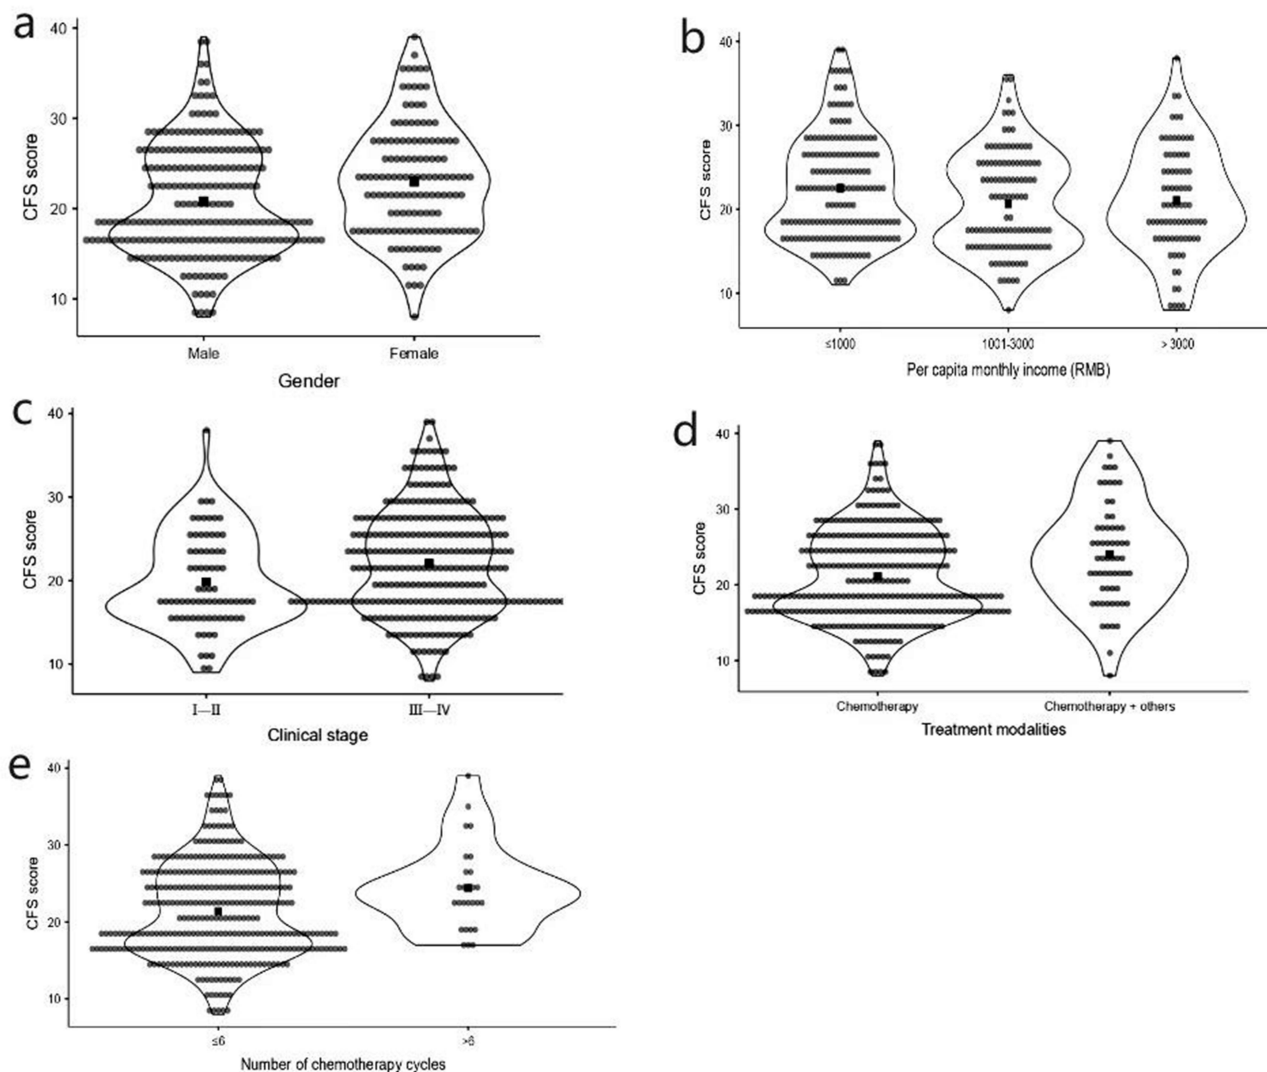 a
40
30
20
10
CFS score
Male Female
Gender
b
40
30
20
10
CFS score
≤1000 1001-3000 > 3000
Per capita monthly income (RMB)
c
40
30
20
10
CFS score
I—II III—IV
Clinical stage
d
40
30
20
10
CFS score
Chemotherapy Chemotherapy + others
Treatment modalities
e
40
30
20
10
CFS score
≤6 >6
Number of chemotherapy cycles